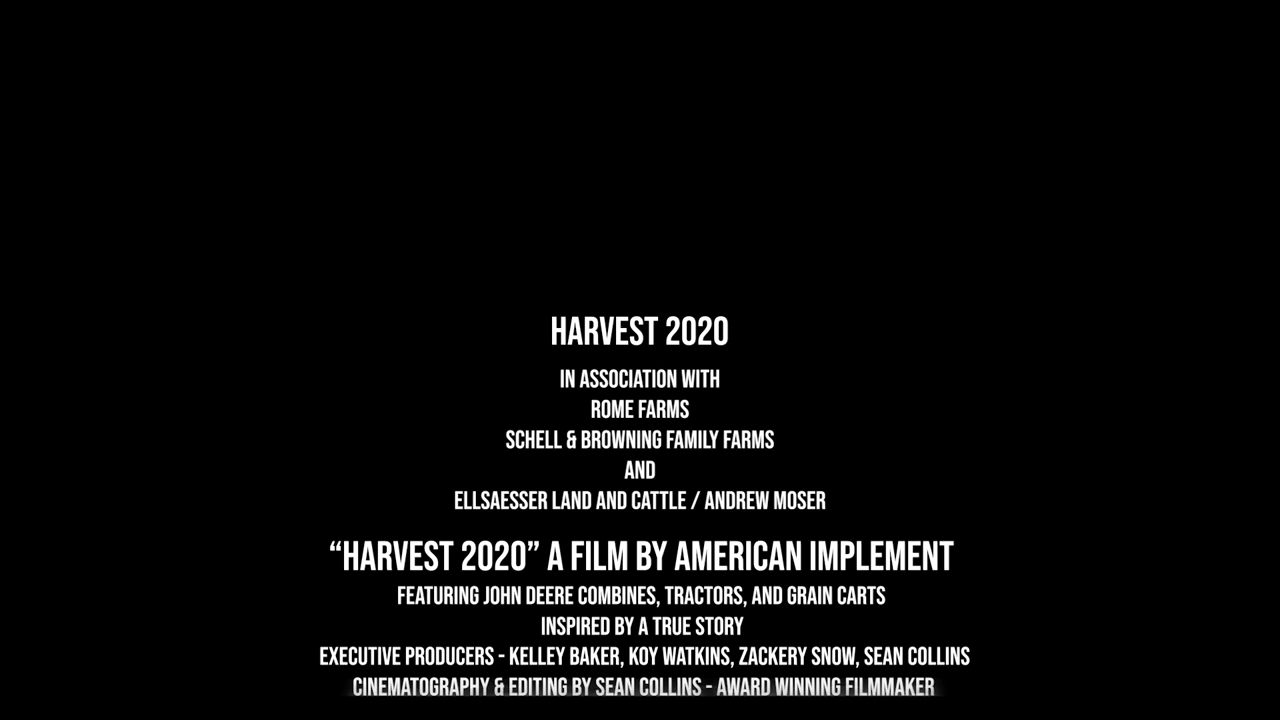 HARVEST 2020
IN ASSOCIATION WITH
ROME FARMS
SCHELL & BROWNING FAMILY FARMS
AND
ELLSAESSER LAND AND CATTLE / ANDREW MOSER
“HARVEST 2020” A FILM BY AMERICAN IMPLEMENT
FEATURING JOHN DEERE COMBINES, TRACTORS, AND GRAIN CARTS
INSPIRED BY A TRUE STORY
EXECUTIVE PRODUCERS - KELLEY BAKER, KOY WATKINS, ZACKERY SNOW, SEAN COLLINS
CINEMATOGRAPHY & EDITING BY SEAN COLLINS - AWARD WINNING FILMMAKER